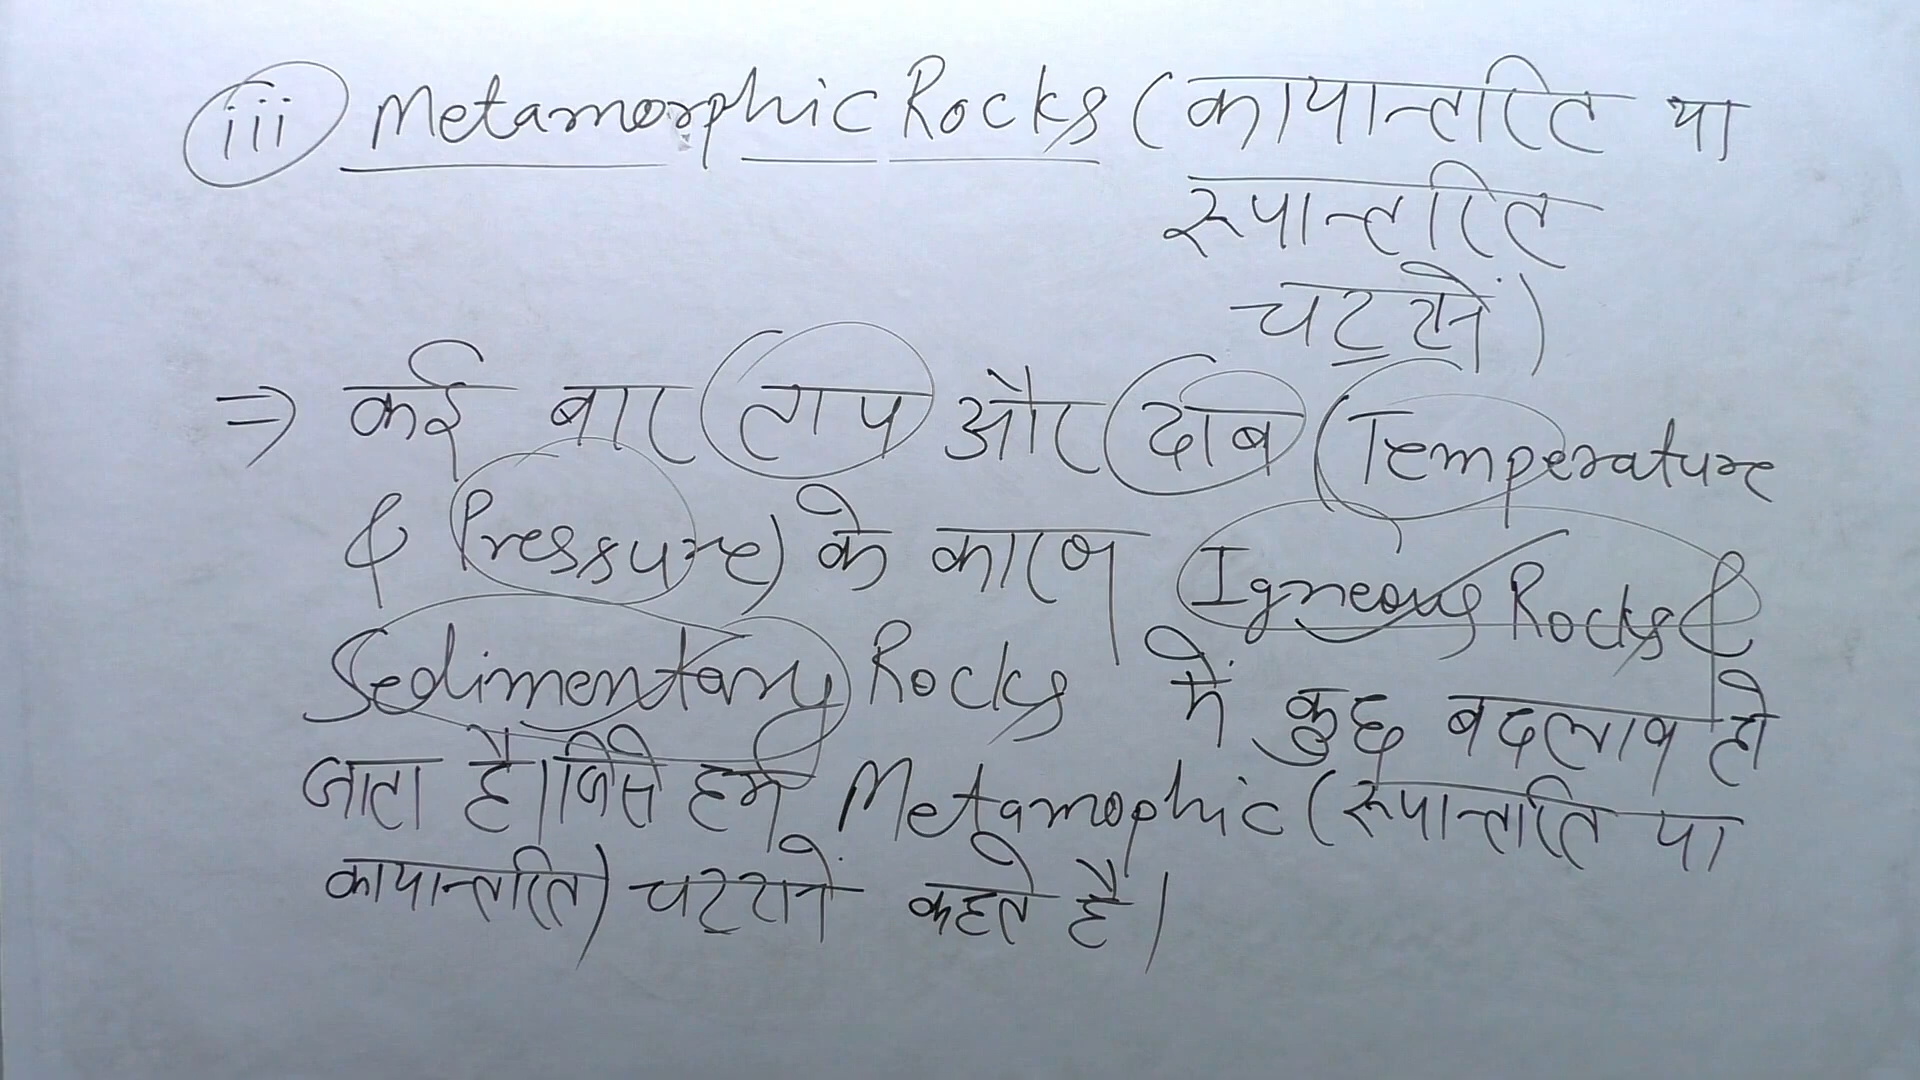 iii Metamorphic Rocks (कायान्तरित या
रूपान्तरित
चट्टानें)
⇒ कई बार ताप और दाब (Temperature
& Pressure) के कारण Igneous Rocks &
Sedimentary Rocks में कुछ बदलाव हो
जाता है। जिसे हम Metamophic (रूपान्तरित या
कायान्तरित) चट्टानें कहते है।